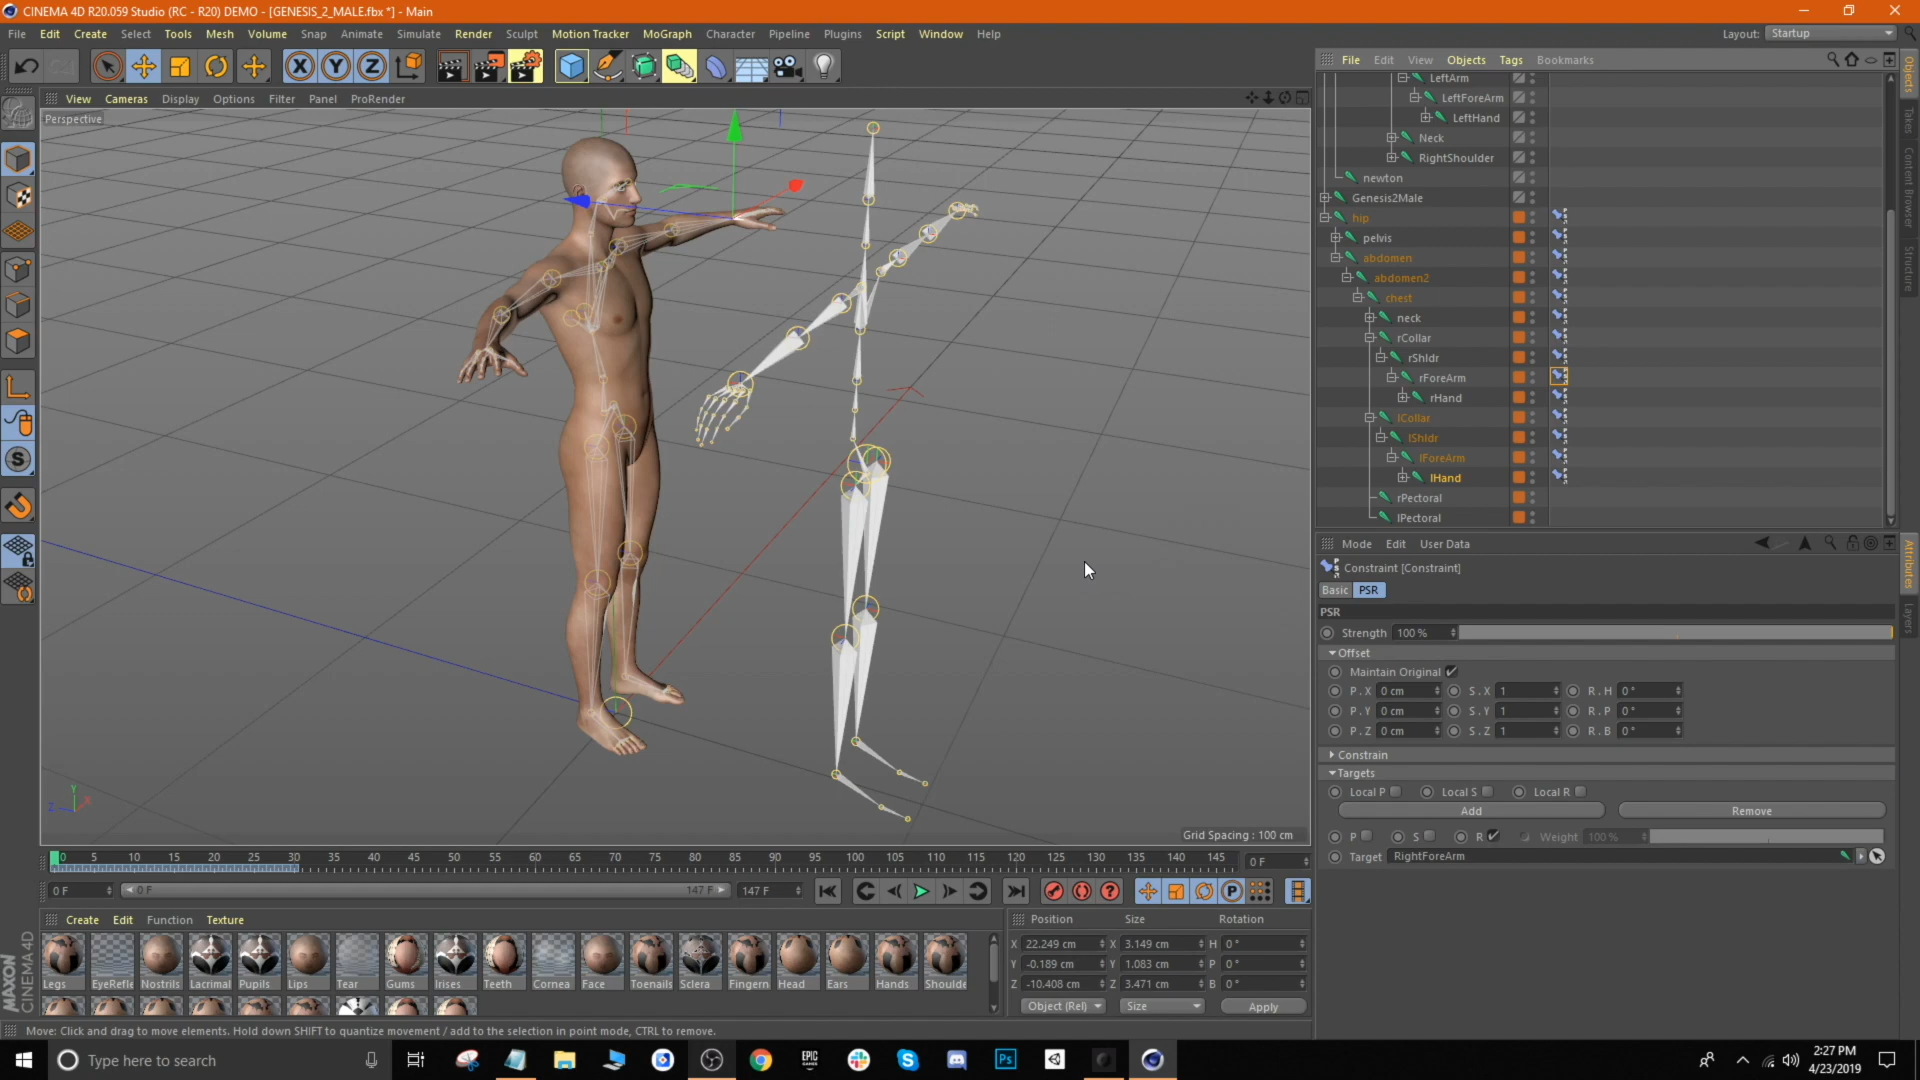 CINEMA 4D R20.059 Studio (RC - R20) DEMO - [GENESIS_2_MALE.fbx *] - Main
File Edit Create Select Tools Mesh Volume Snap Animate Simulate Render Sculpt Motion Tracker MoGraph Character Pipeline Plugins Script Window Help
Layout: Startup
View Cameras Display Options Filter Panel ProRender
Perspective
Grid Spacing : 100 cm
File Edit View Objects Tags Bookmarks
LeftArm
LeftForeArm
LeftHand
Neck
RightShoulder
newton
Genesis2Male
hip
pelvis
abdomen
abdomen2
chest
neck
rCollar
rShldr
rForeArm
rHand
lCollar
lShldr
lForeArm
lHand
rPectoral
lPectoral
Objects
Takes
Content Browser
Structure
Mode Edit User Data
Constraint [Constraint]
Basic PSR
PSR
Strength 100 %
Offset
Maintain Original
P . X 0 cm S . X 1 R . H 0 °
P . Y 0 cm S . Y 1 R . P 0 °
P . Z 0 cm S . Z 1 R . B 0 °
Constrain
Targets
Local P Local S Local R
Add Remove
P S R Weight 100 %
Target RightForeArm
Attributes
Layers
0 5 10 15 20 25 30 35 40 45 50 55 60 65 70 75 80 85 90 95 100 105 110 115 120 125 130 135 140 145 0 F
0 F 0 F 147 F 147 F
Create Edit Function Texture
Legs EyeRefle Nostrils Lacrimal Pupils Lips Tear Gums Irises Teeth Cornea Face Toenails Sclera Fingern Head Ears Hands Shoulde
Position Size Rotation
X 22.249 cm X 3.149 cm H 0 °
Y -0.189 cm Y 1.083 cm P 0 °
Z -10.408 cm Z 3.471 cm B 0 °
Object (Rel) Size Apply
MAXON
CINEMA 4D
Move: Click and drag to move elements. Hold down SHIFT to quantize movement / add to the selection in point mode, CTRL to remove.
Type here to search
2:27 PM
4/23/2019